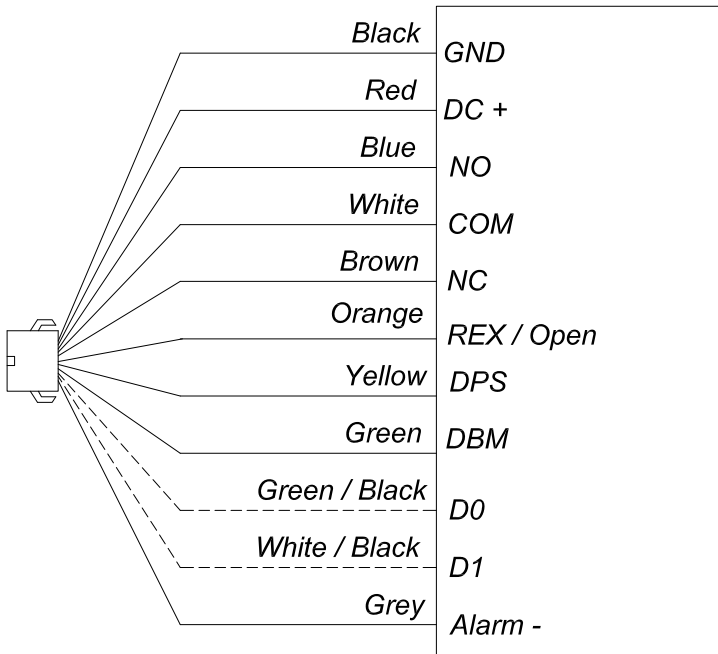 Black GND
Red DC +
Blue NO
White COM
Brown NC
Orange REX / Open
Yellow DPS
Green DBM
Green / Black D0
White / Black D1
Grey Alarm -